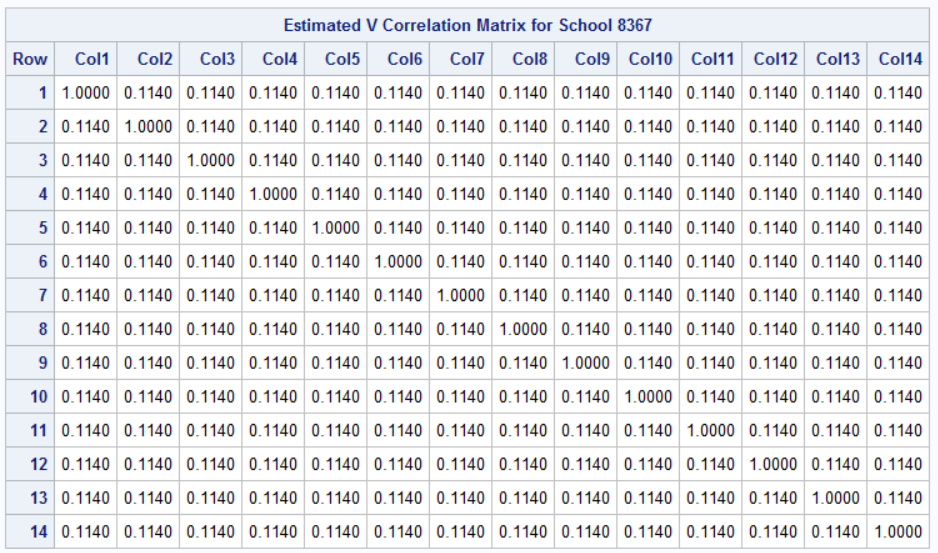 Estimated V Correlation Matrix for School 8367
Row Col1 Col2 Col3 Col4 Col5 Col6 Col7 Col8 Col9 Col10 Col11 Col12 Col13 Col14
1 1.0000 0.1140 0.1140 0.1140 0.1140 0.1140 0.1140 0.1140 0.1140 0.1140 0.1140 0.1140 0.1140 0.1140
2 0.1140 1.0000 0.1140 0.1140 0.1140 0.1140 0.1140 0.1140 0.1140 0.1140 0.1140 0.1140 0.1140 0.1140
3 0.1140 0.1140 1.0000 0.1140 0.1140 0.1140 0.1140 0.1140 0.1140 0.1140 0.1140 0.1140 0.1140 0.1140
4 0.1140 0.1140 0.1140 1.0000 0.1140 0.1140 0.1140 0.1140 0.1140 0.1140 0.1140 0.1140 0.1140 0.1140
5 0.1140 0.1140 0.1140 0.1140 1.0000 0.1140 0.1140 0.1140 0.1140 0.1140 0.1140 0.1140 0.1140 0.1140
6 0.1140 0.1140 0.1140 0.1140 0.1140 1.0000 0.1140 0.1140 0.1140 0.1140 0.1140 0.1140 0.1140 0.1140
7 0.1140 0.1140 0.1140 0.1140 0.1140 0.1140 1.0000 0.1140 0.1140 0.1140 0.1140 0.1140 0.1140 0.1140
8 0.1140 0.1140 0.1140 0.1140 0.1140 0.1140 0.1140 1.0000 0.1140 0.1140 0.1140 0.1140 0.1140 0.1140
9 0.1140 0.1140 0.1140 0.1140 0.1140 0.1140 0.1140 0.1140 1.0000 0.1140 0.1140 0.1140 0.1140 0.1140
10 0.1140 0.1140 0.1140 0.1140 0.1140 0.1140 0.1140 0.1140 0.1140 1.0000 0.1140 0.1140 0.1140 0.1140
11 0.1140 0.1140 0.1140 0.1140 0.1140 0.1140 0.1140 0.1140 0.1140 0.1140 1.0000 0.1140 0.1140 0.1140
12 0.1140 0.1140 0.1140 0.1140 0.1140 0.1140 0.1140 0.1140 0.1140 0.1140 0.1140 1.0000 0.1140 0.1140
13 0.1140 0.1140 0.1140 0.1140 0.1140 0.1140 0.1140 0.1140 0.1140 0.1140 0.1140 0.1140 1.0000 0.1140
14 0.1140 0.1140 0.1140 0.1140 0.1140 0.1140 0.1140 0.1140 0.1140 0.1140 0.1140 0.1140 0.1140 1.0000